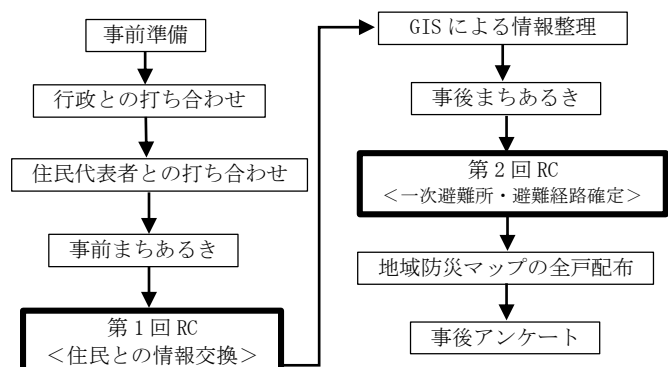 事前準備
行政との打ち合わせ
住民代表者との打ち合わせ
事前まちあるき
第1回 RC
<住民との情報交換>
GIS による情報整理
事後まちあるき
第2回 RC
<一次避難所・避難経路確定>
地域防災マップの全戸配布
事後アンケート